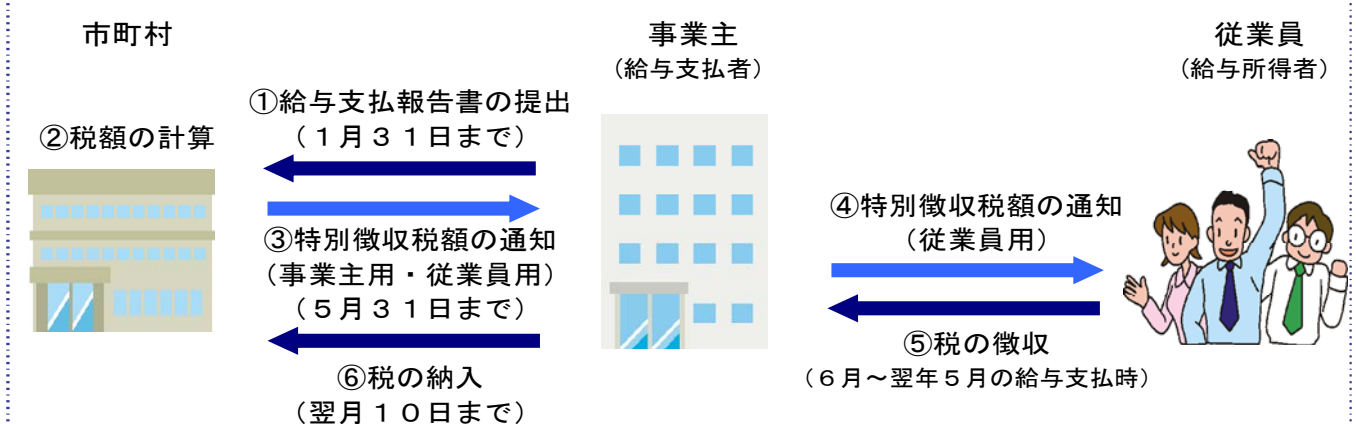 市町村
②税額の計算
①給与支払報告書の提出
（１月３１日まで）
③特別徴収税額の通知
（事業主用・従業員用）
（５月３１日まで）
⑥税の納入
（翌月１０日まで）
事業主
（給与支払者）
④特別徴収税額の通知
（従業員用）
⑤税の徴収
（６月～翌年５月の給与支払時）
従業員
（給与所得者）